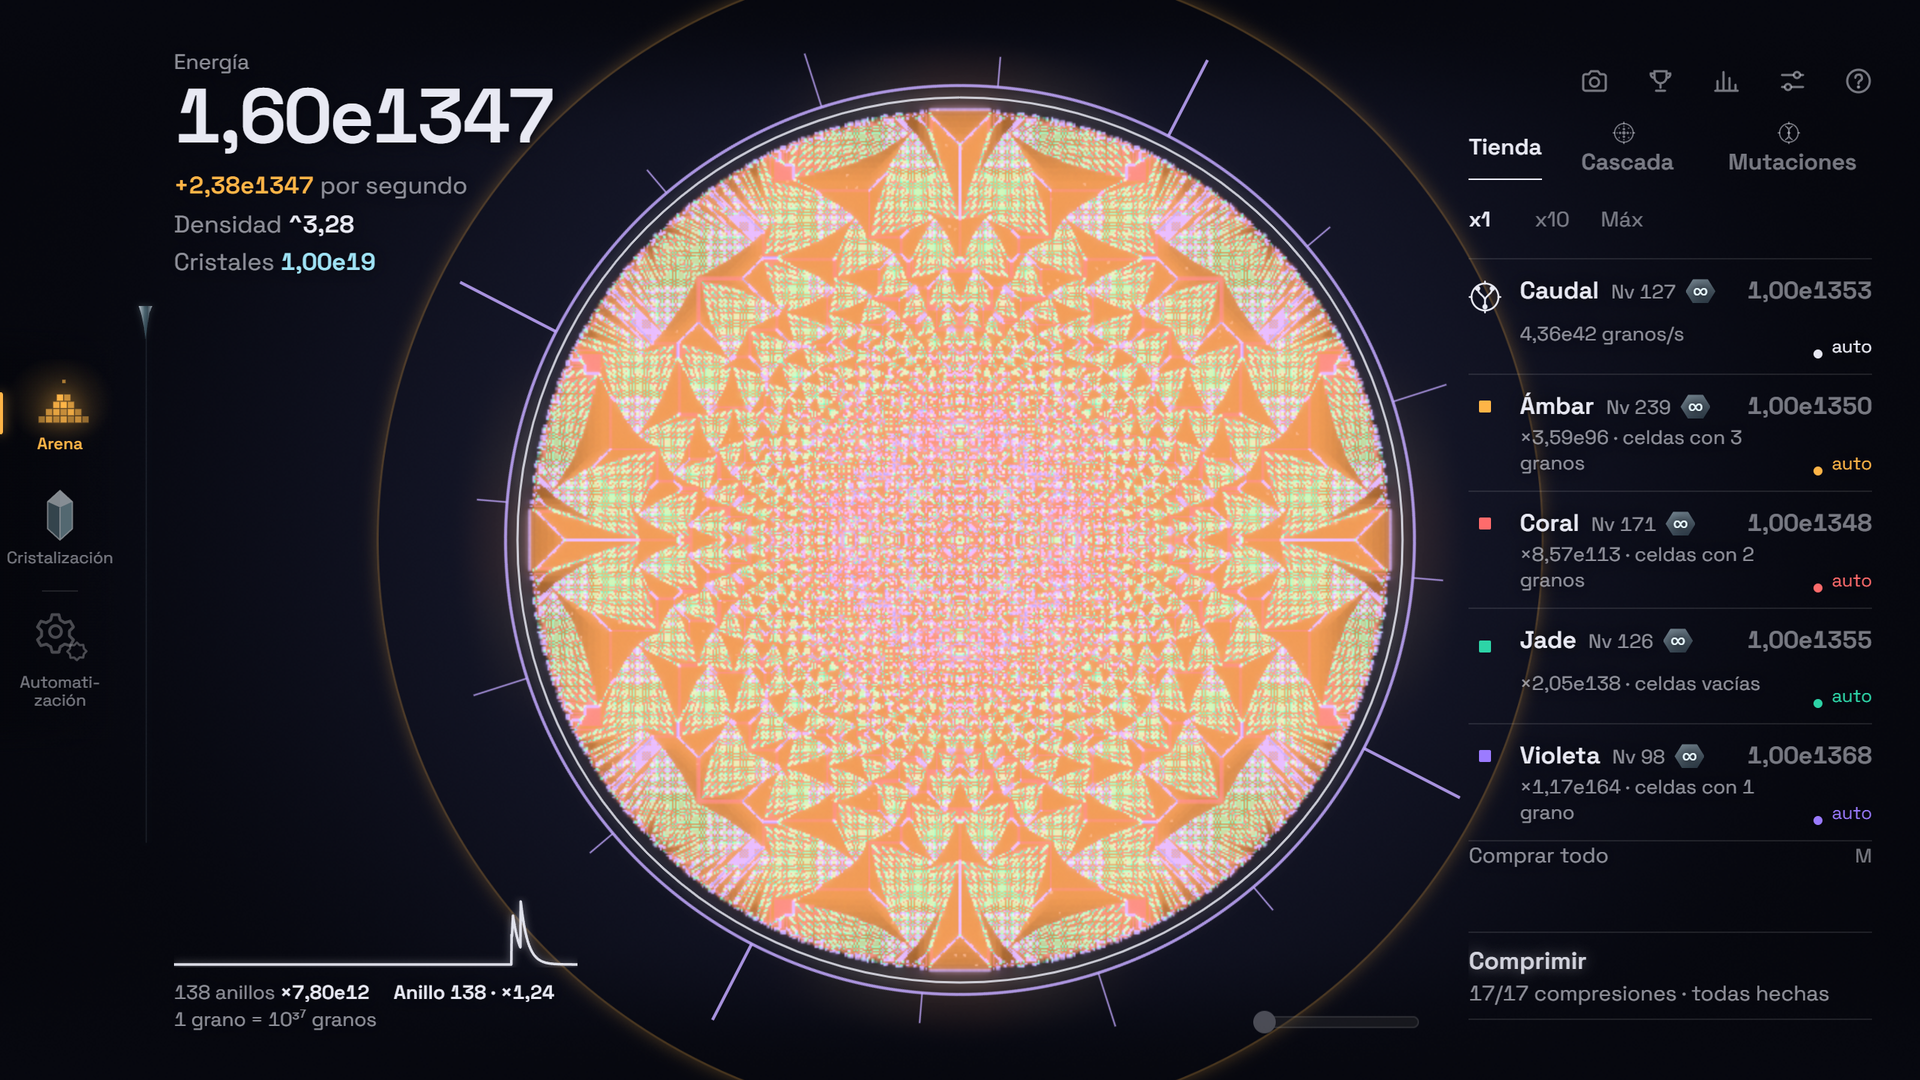 Energía
1,60e1347
+2,38e1347 por segundo
Densidad ^3,28
Cristales 1,00e19
Arena
Cristalización
Automati-
zación
138 anillos ×7,80e12 Anillo 138 · ×1,24
1 grano = 10³⁷ granos
Tienda
Cascada
Mutaciones
x1 x10 Máx
Caudal Nv 127 ∞ 1,00e1353
4,36e42 granos/s
auto
Ámbar Nv 239 ∞ 1,00e1350
×3,59e96 · celdas con 3
granos
auto
Coral Nv 171 ∞ 1,00e1348
×8,57e113 · celdas con 2
granos
auto
Jade Nv 126 ∞ 1,00e1355
×2,05e138 · celdas vacías
auto
Violeta Nv 98 ∞ 1,00e1368
×1,17e164 · celdas con 1
grano
auto
Comprar todo M
Comprimir
17/17 compresiones · todas hechas